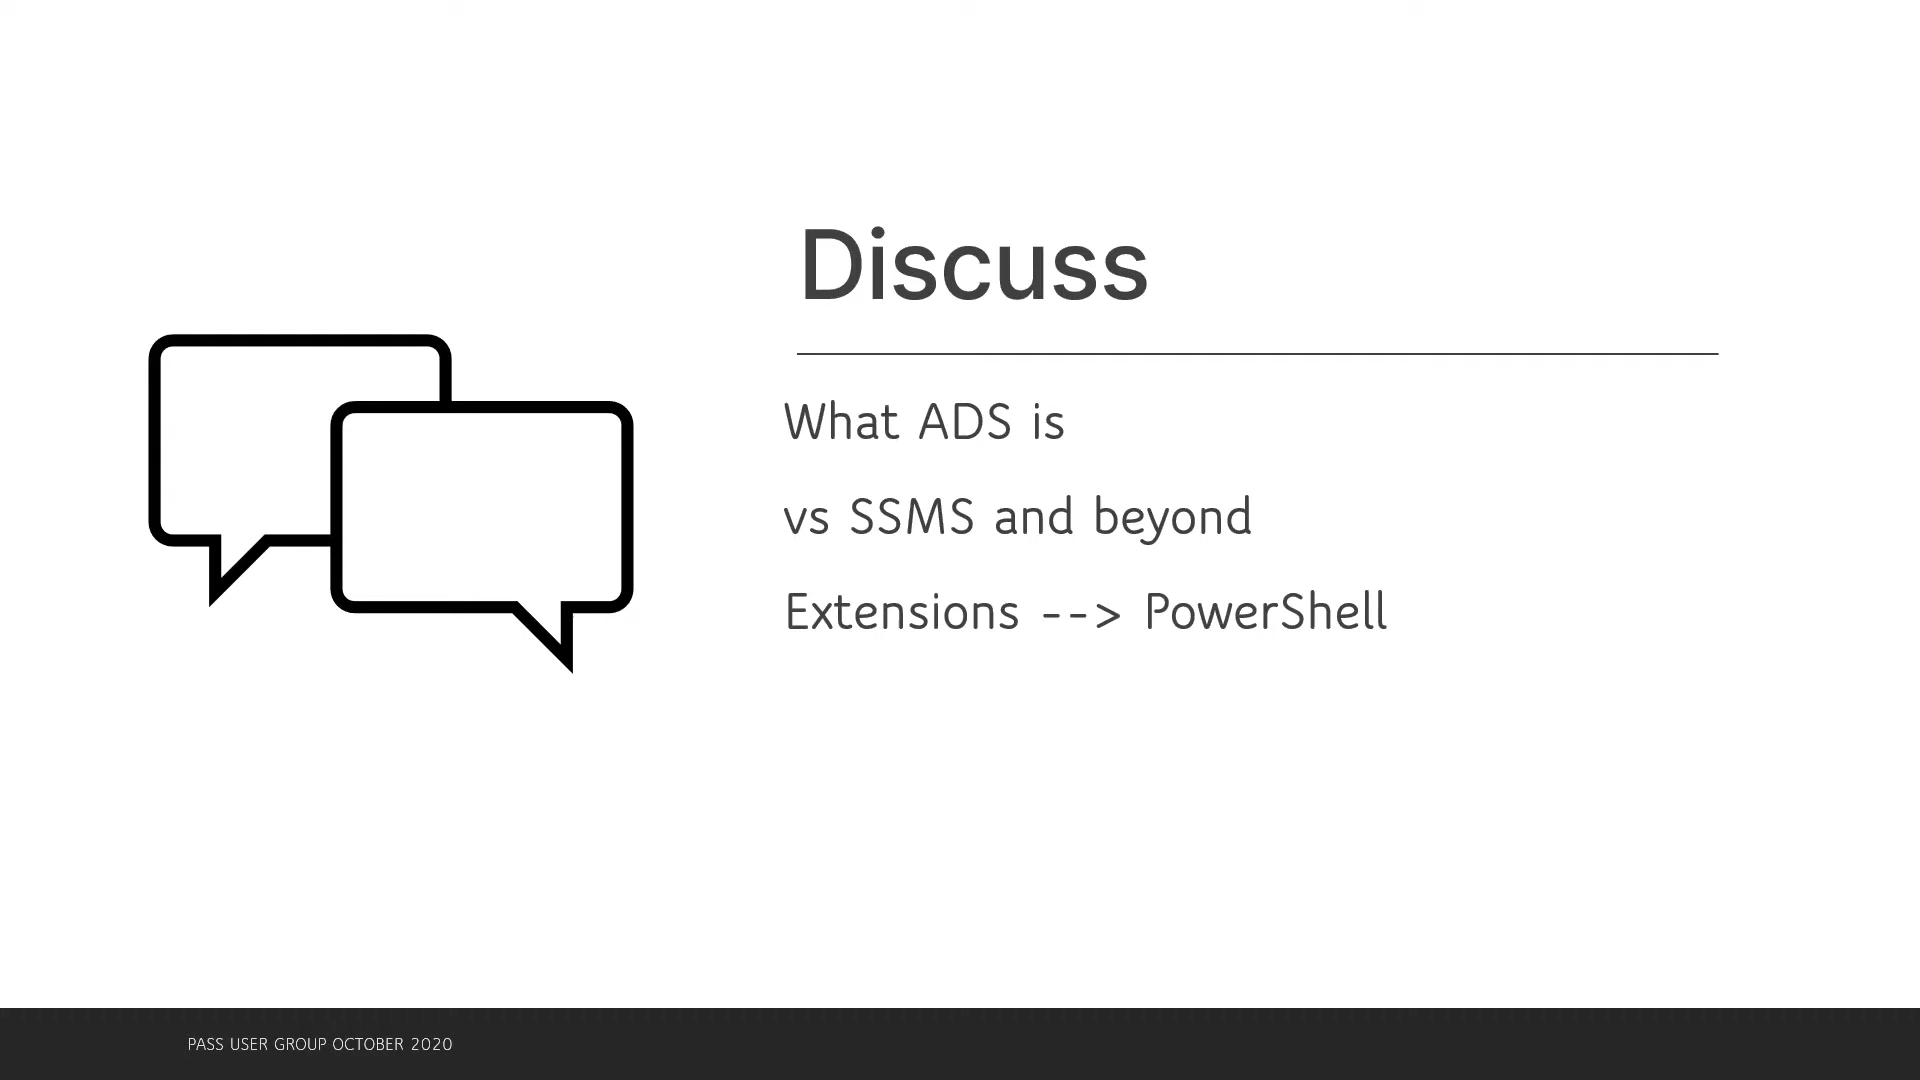 Discuss
What ADS is
vs SSMS and beyond
Extensions --> PowerShell
PASS USER GROUP OCTOBER 2020